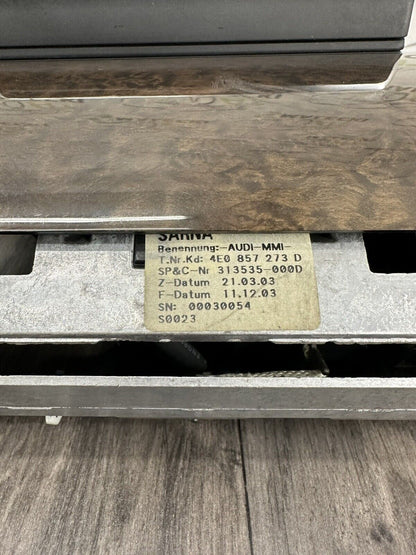 SARNA
Benennung:-AUDI-MMI-
T.Nr.Kd: 4E0 857 273 D
SP&C-Nr 313535-000D
Z-Datum 21.03.03
F-Datum 11.12.03
SN: 00030054
S0023